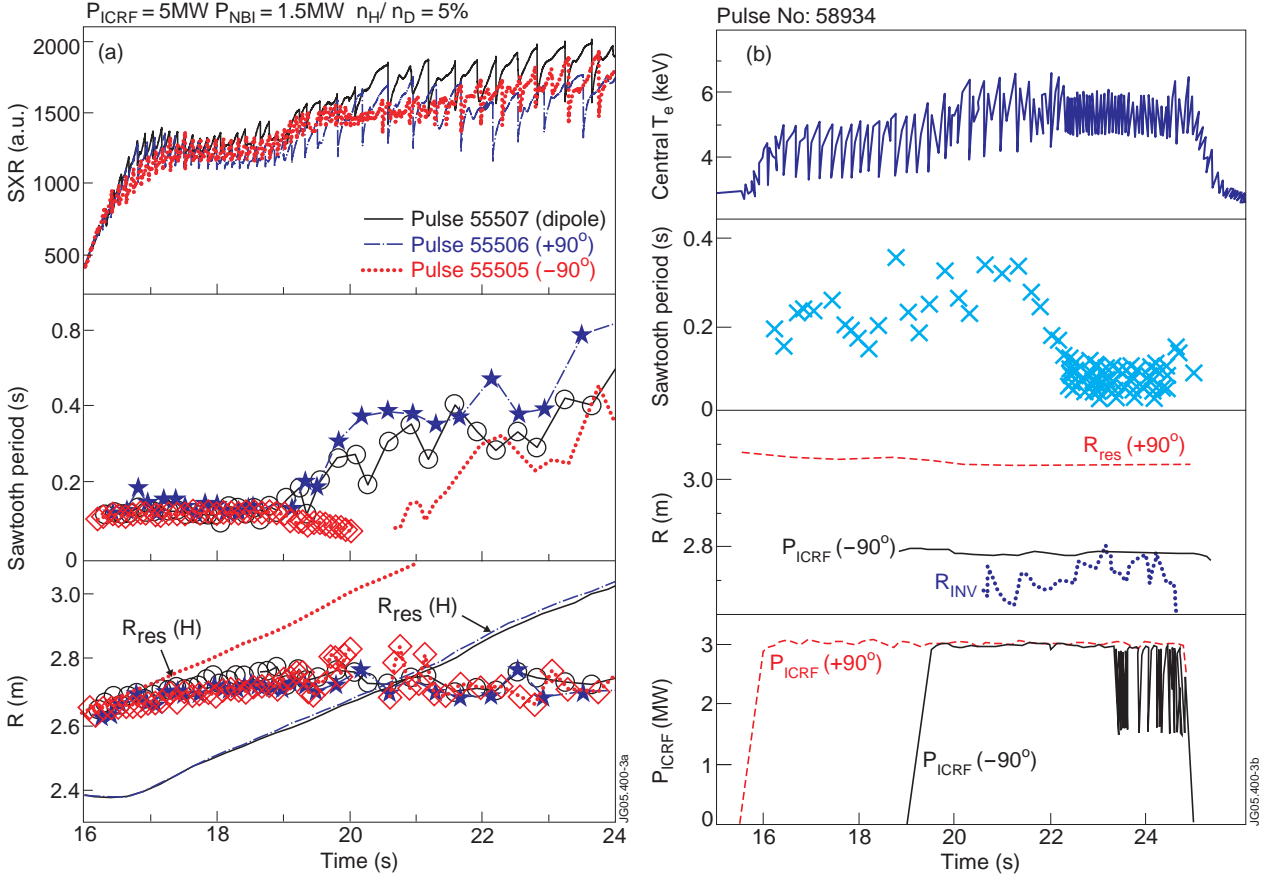 P_ICRF = 5MW P_NBI = 1.5MW n_H/ n_D = 5%
(a)
SXR (a.u.)
2000
1500
1000
500
Pulse 55507 (dipole)
Pulse 55506 (+90°)
Pulse 55505 (−90°)
Sawtooth period (s)
0.8
0.4
0.2
0
R (m)
3.0
2.8
2.6
2.4
R_res (H)
R_res (H)
16 18 20 22 24
Time (s)
JG05.400-3a
Pulse No: 58934
(b)
Central T_e (keV)
6
4
2
Sawtooth period (s)
0.4
0.2
0
R (m)
3.0
2.8
R_res (+90°)
P_ICRF (−90°)
R_INV
P_ICRF (MW)
3
2
1
0
P_ICRF (+90°)
P_ICRF (−90°)
16 18 20 22 24
Time (s)
JG05.400-3b